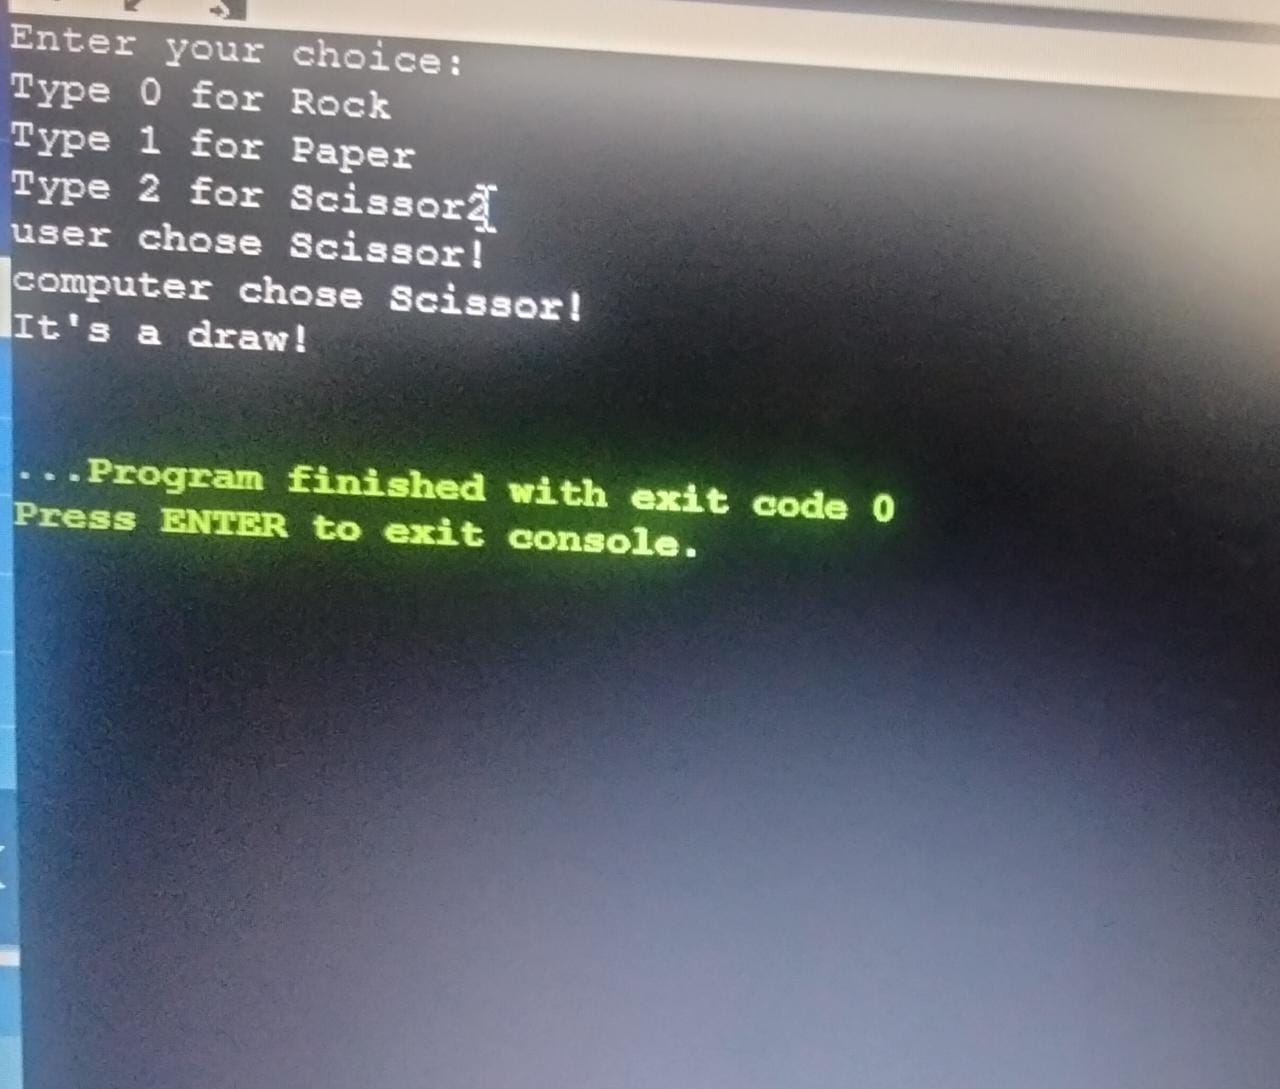 Enter your choice:
Type 0 for Rock
Type 1 for Paper
Type 2 for Scissor2
user chose Scissor!
computer chose Scissor!
It's a draw!
...Program finished with exit code 0
Press ENTER to exit console.